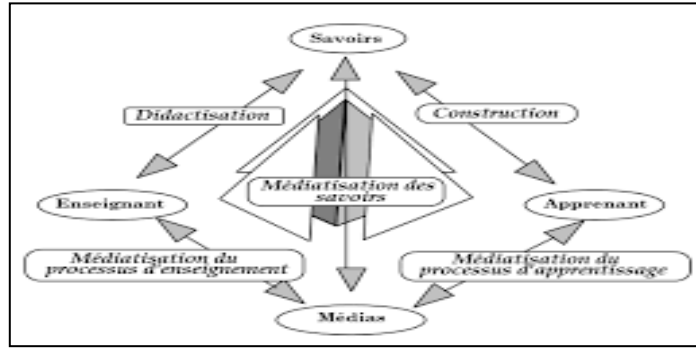 Savoirs
Didactisation
Construction
Médiatisation des
savoirs
Enseignant
Apprenant
Médiatisation du
processus d'enseignement
Médiatisation du
processus d'apprentissage
Médias